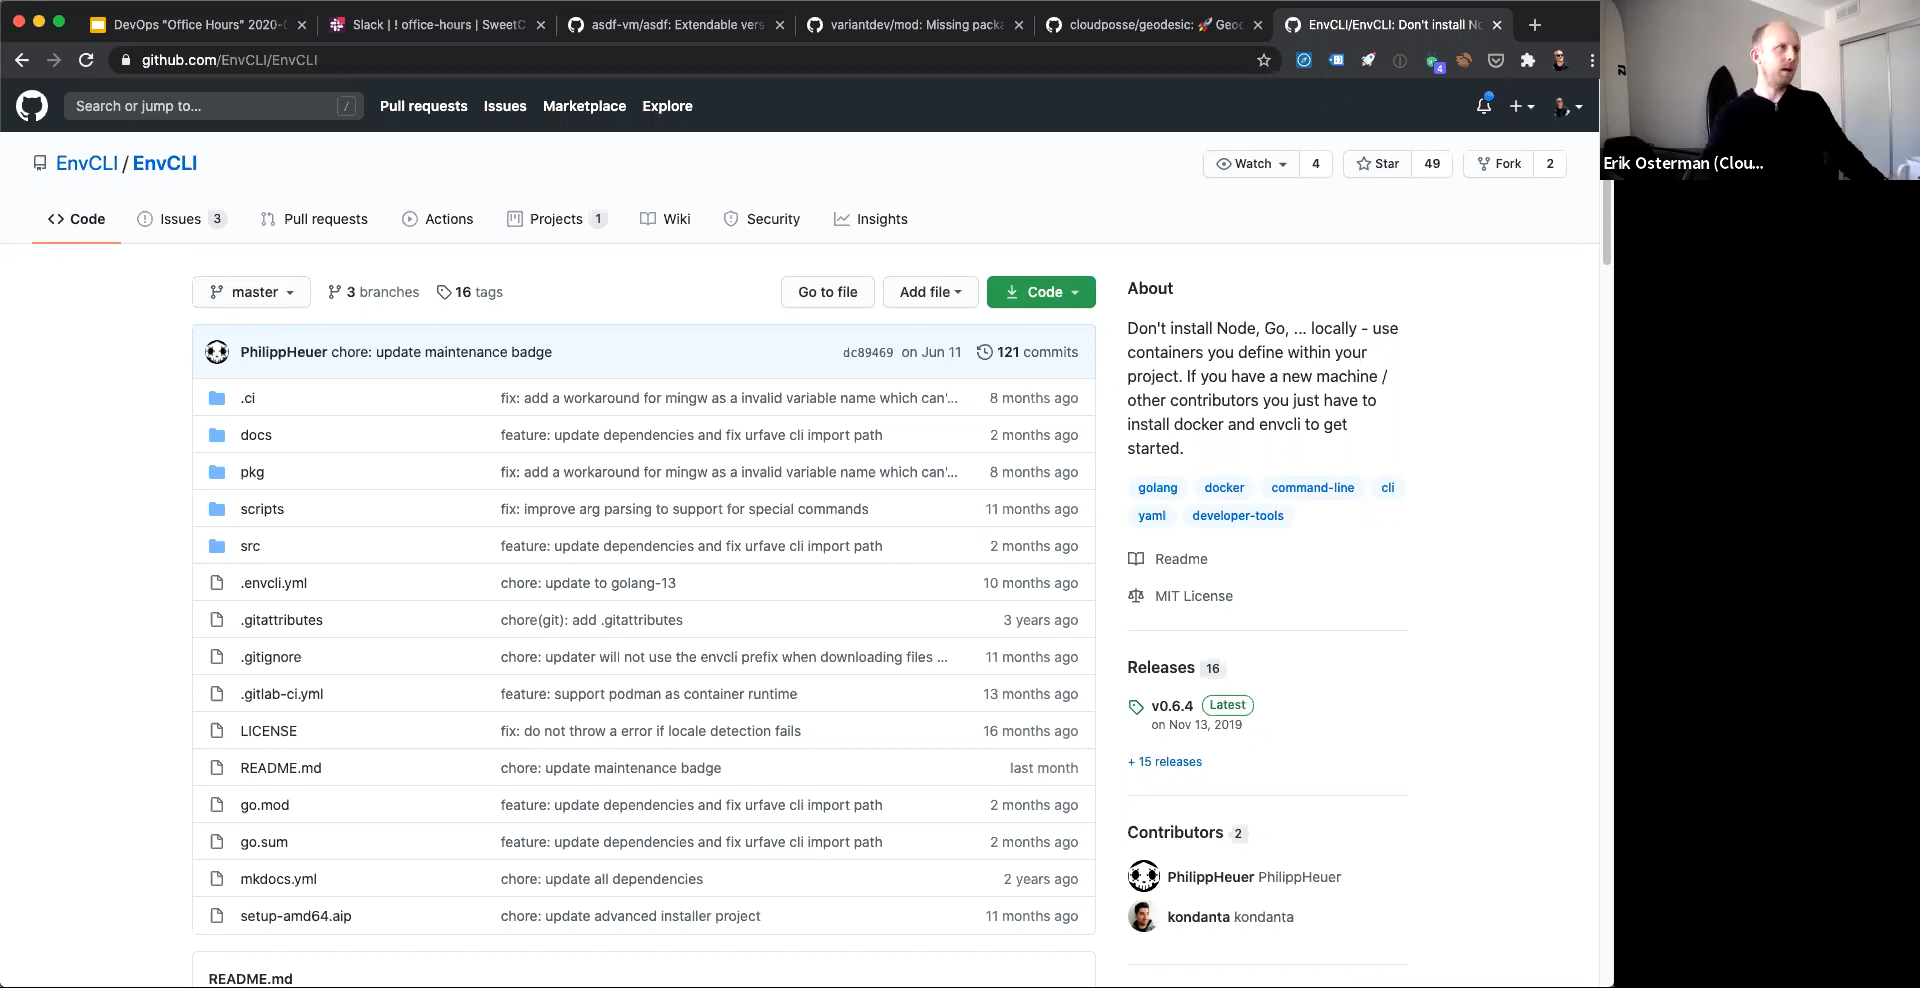 DevOps "Office Hours" 2020-
Slack | ! office-hours | SweetC
asdf-vm/asdf: Extendable vers
variantdev/mod: Missing packa
cloudposse/geodesic: 🚀 Geo
EnvCLI/EnvCLI: Don't install No
github.com/EnvCLI/EnvCLI
4
Search or jump to...
/
Pull requests
Issues
Marketplace
Explore
Erik Osterman (Clou...
EnvCLI / EnvCLI
Watch 4
Star 49
Fork 2
Code
Issues 3
Pull requests
Actions
Projects 1
Wiki
Security
Insights
master
3 branches
16 tags
Go to file
Add file
Code
PhilippHeuer chore: update maintenance badge dc89469 on Jun 11 121 commits
.ci fix: add a workaround for mingw as a invalid variable name which can'... 8 months ago
docs feature: update dependencies and fix urfave cli import path 2 months ago
pkg fix: add a workaround for mingw as a invalid variable name which can'... 8 months ago
scripts fix: improve arg parsing to support for special commands 11 months ago
src feature: update dependencies and fix urfave cli import path 2 months ago
.envcli.yml chore: update to golang-13 10 months ago
.gitattributes chore(git): add .gitattributes 3 years ago
.gitignore chore: updater will not use the envcli prefix when downloading files ... 11 months ago
.gitlab-ci.yml feature: support podman as container runtime 13 months ago
LICENSE fix: do not throw a error if locale detection fails 16 months ago
README.md chore: update maintenance badge last month
go.mod feature: update dependencies and fix urfave cli import path 2 months ago
go.sum feature: update dependencies and fix urfave cli import path 2 months ago
mkdocs.yml chore: update all dependencies 2 years ago
setup-amd64.aip chore: update advanced installer project 11 months ago
README.md
About
Don't install Node, Go, ... locally - use
containers you define within your
project. If you have a new machine /
other contributors you just have to
install docker and envcli to get
started.
golang docker command-line cli
yaml developer-tools
Readme
MIT License
Releases 16
v0.6.4 Latest
on Nov 13, 2019
+ 15 releases
Contributors 2
PhilippHeuer PhilippHeuer
kondanta kondanta